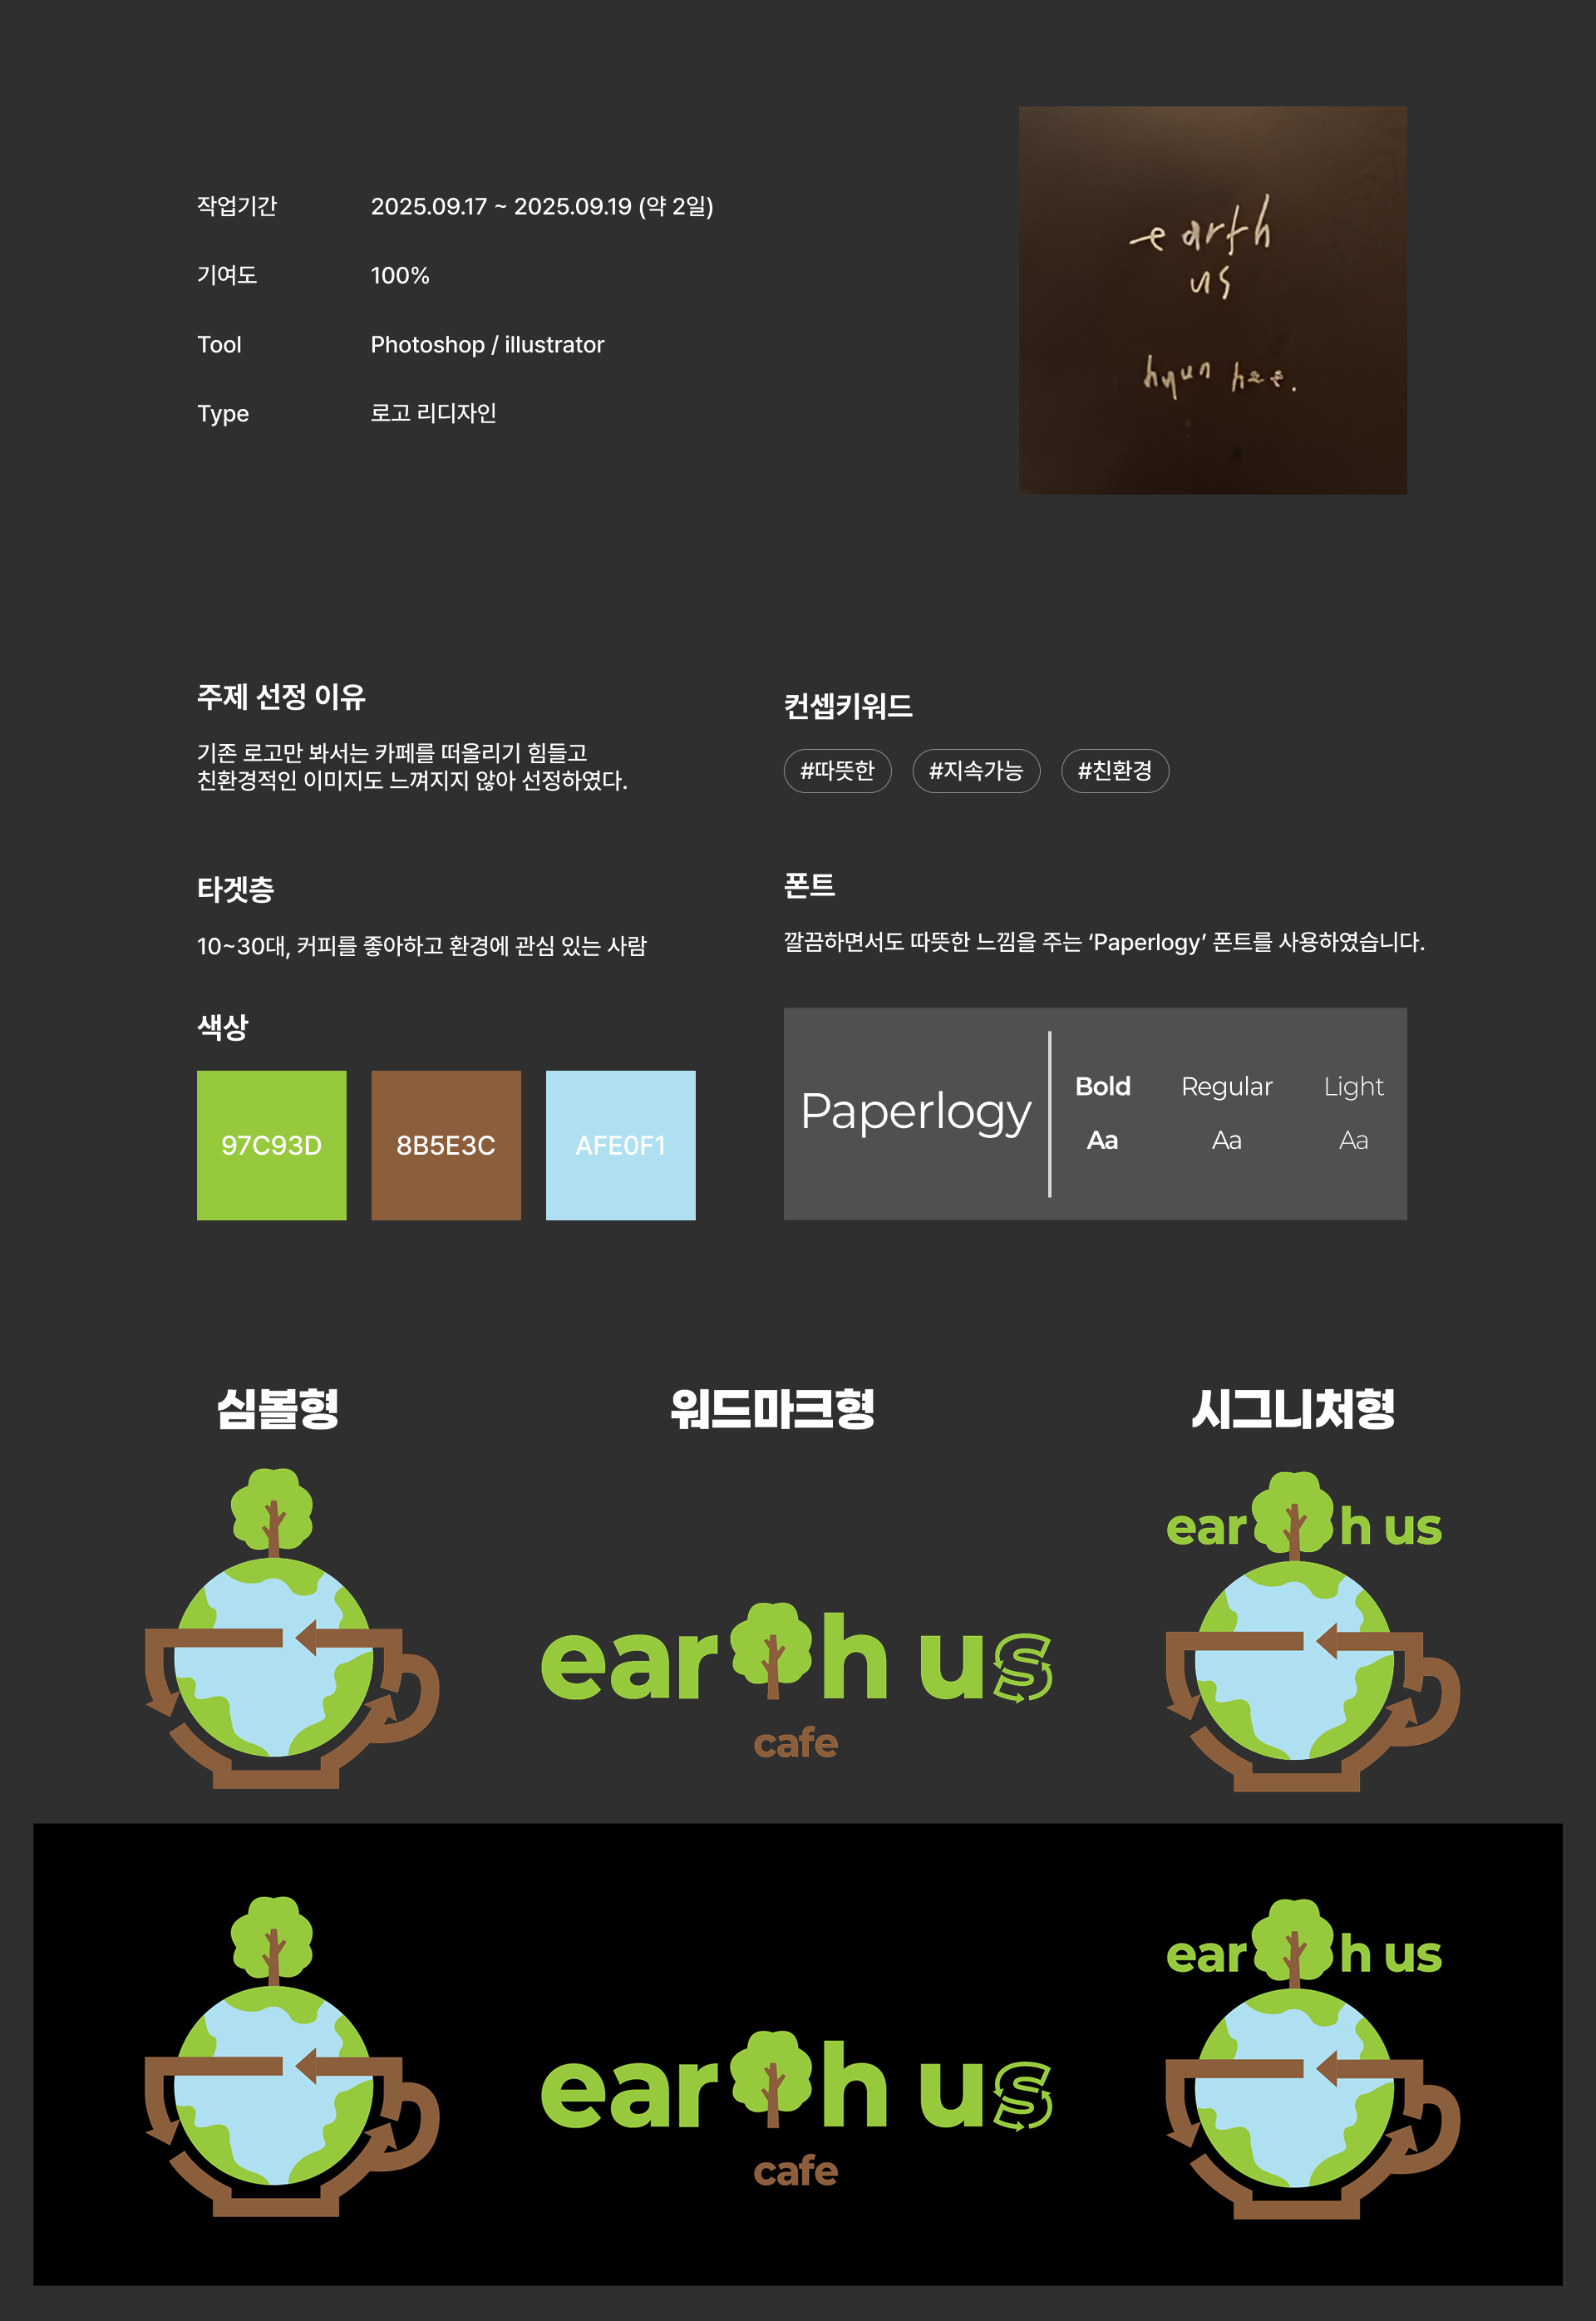 작업기간 2025.09.17 ~ 2025.09.19 (약 2일)
기여도 100%
Tool Photoshop / illustrator
Type 로고 리디자인
earth
us
hyun hee.
주제 선정 이유
기존 로고만 봐서는 카페를 떠올리기 힘들고
친환경적인 이미지도 느껴지지 않아 선정하였다.
컨셉키워드
#따뜻한 #지속가능 #친환경
타겟층
10~30대, 커피를 좋아하고 환경에 관심 있는 사람
폰트
깔끔하면서도 따뜻한 느낌을 주는 ‘Paperlogy’ 폰트를 사용하였습니다.
색상
97C93D 8B5E3C AFE0F1
Paperlogy
Bold Regular Light
Aa Aa Aa
심볼형 워드마크형 시그니처형
ear h us
ear h us
cafe
ear h us
ear h us
cafe